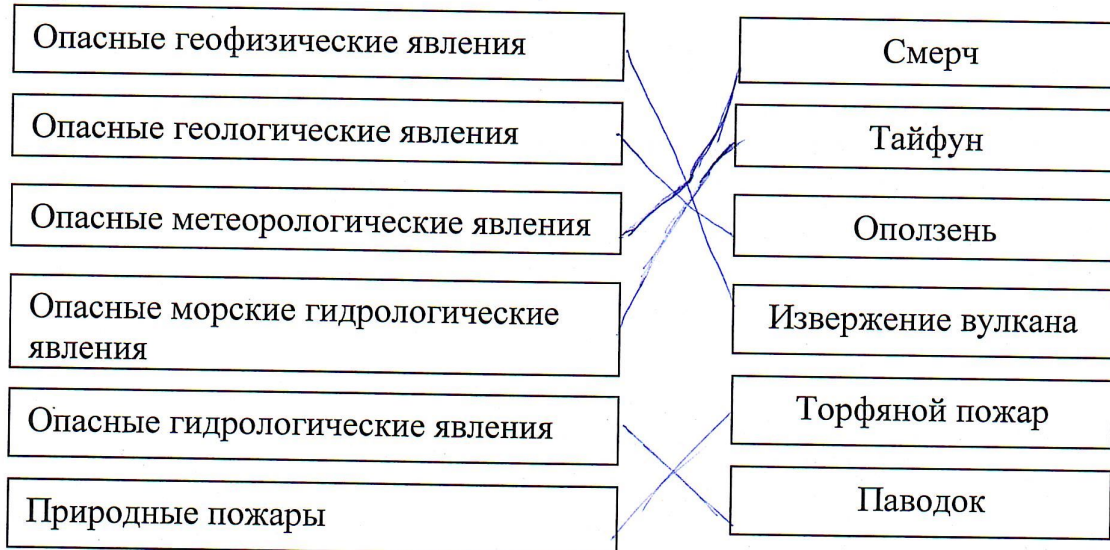 Опасные геофизические явления
Смерч
Опасные геологические явления
Тайфун
Опасные метеорологические явления
Оползень
Опасные морские гидрологические
явления
Извержение вулкана
Опасные гидрологические явления
Торфяной пожар
Природные пожары
Паводок